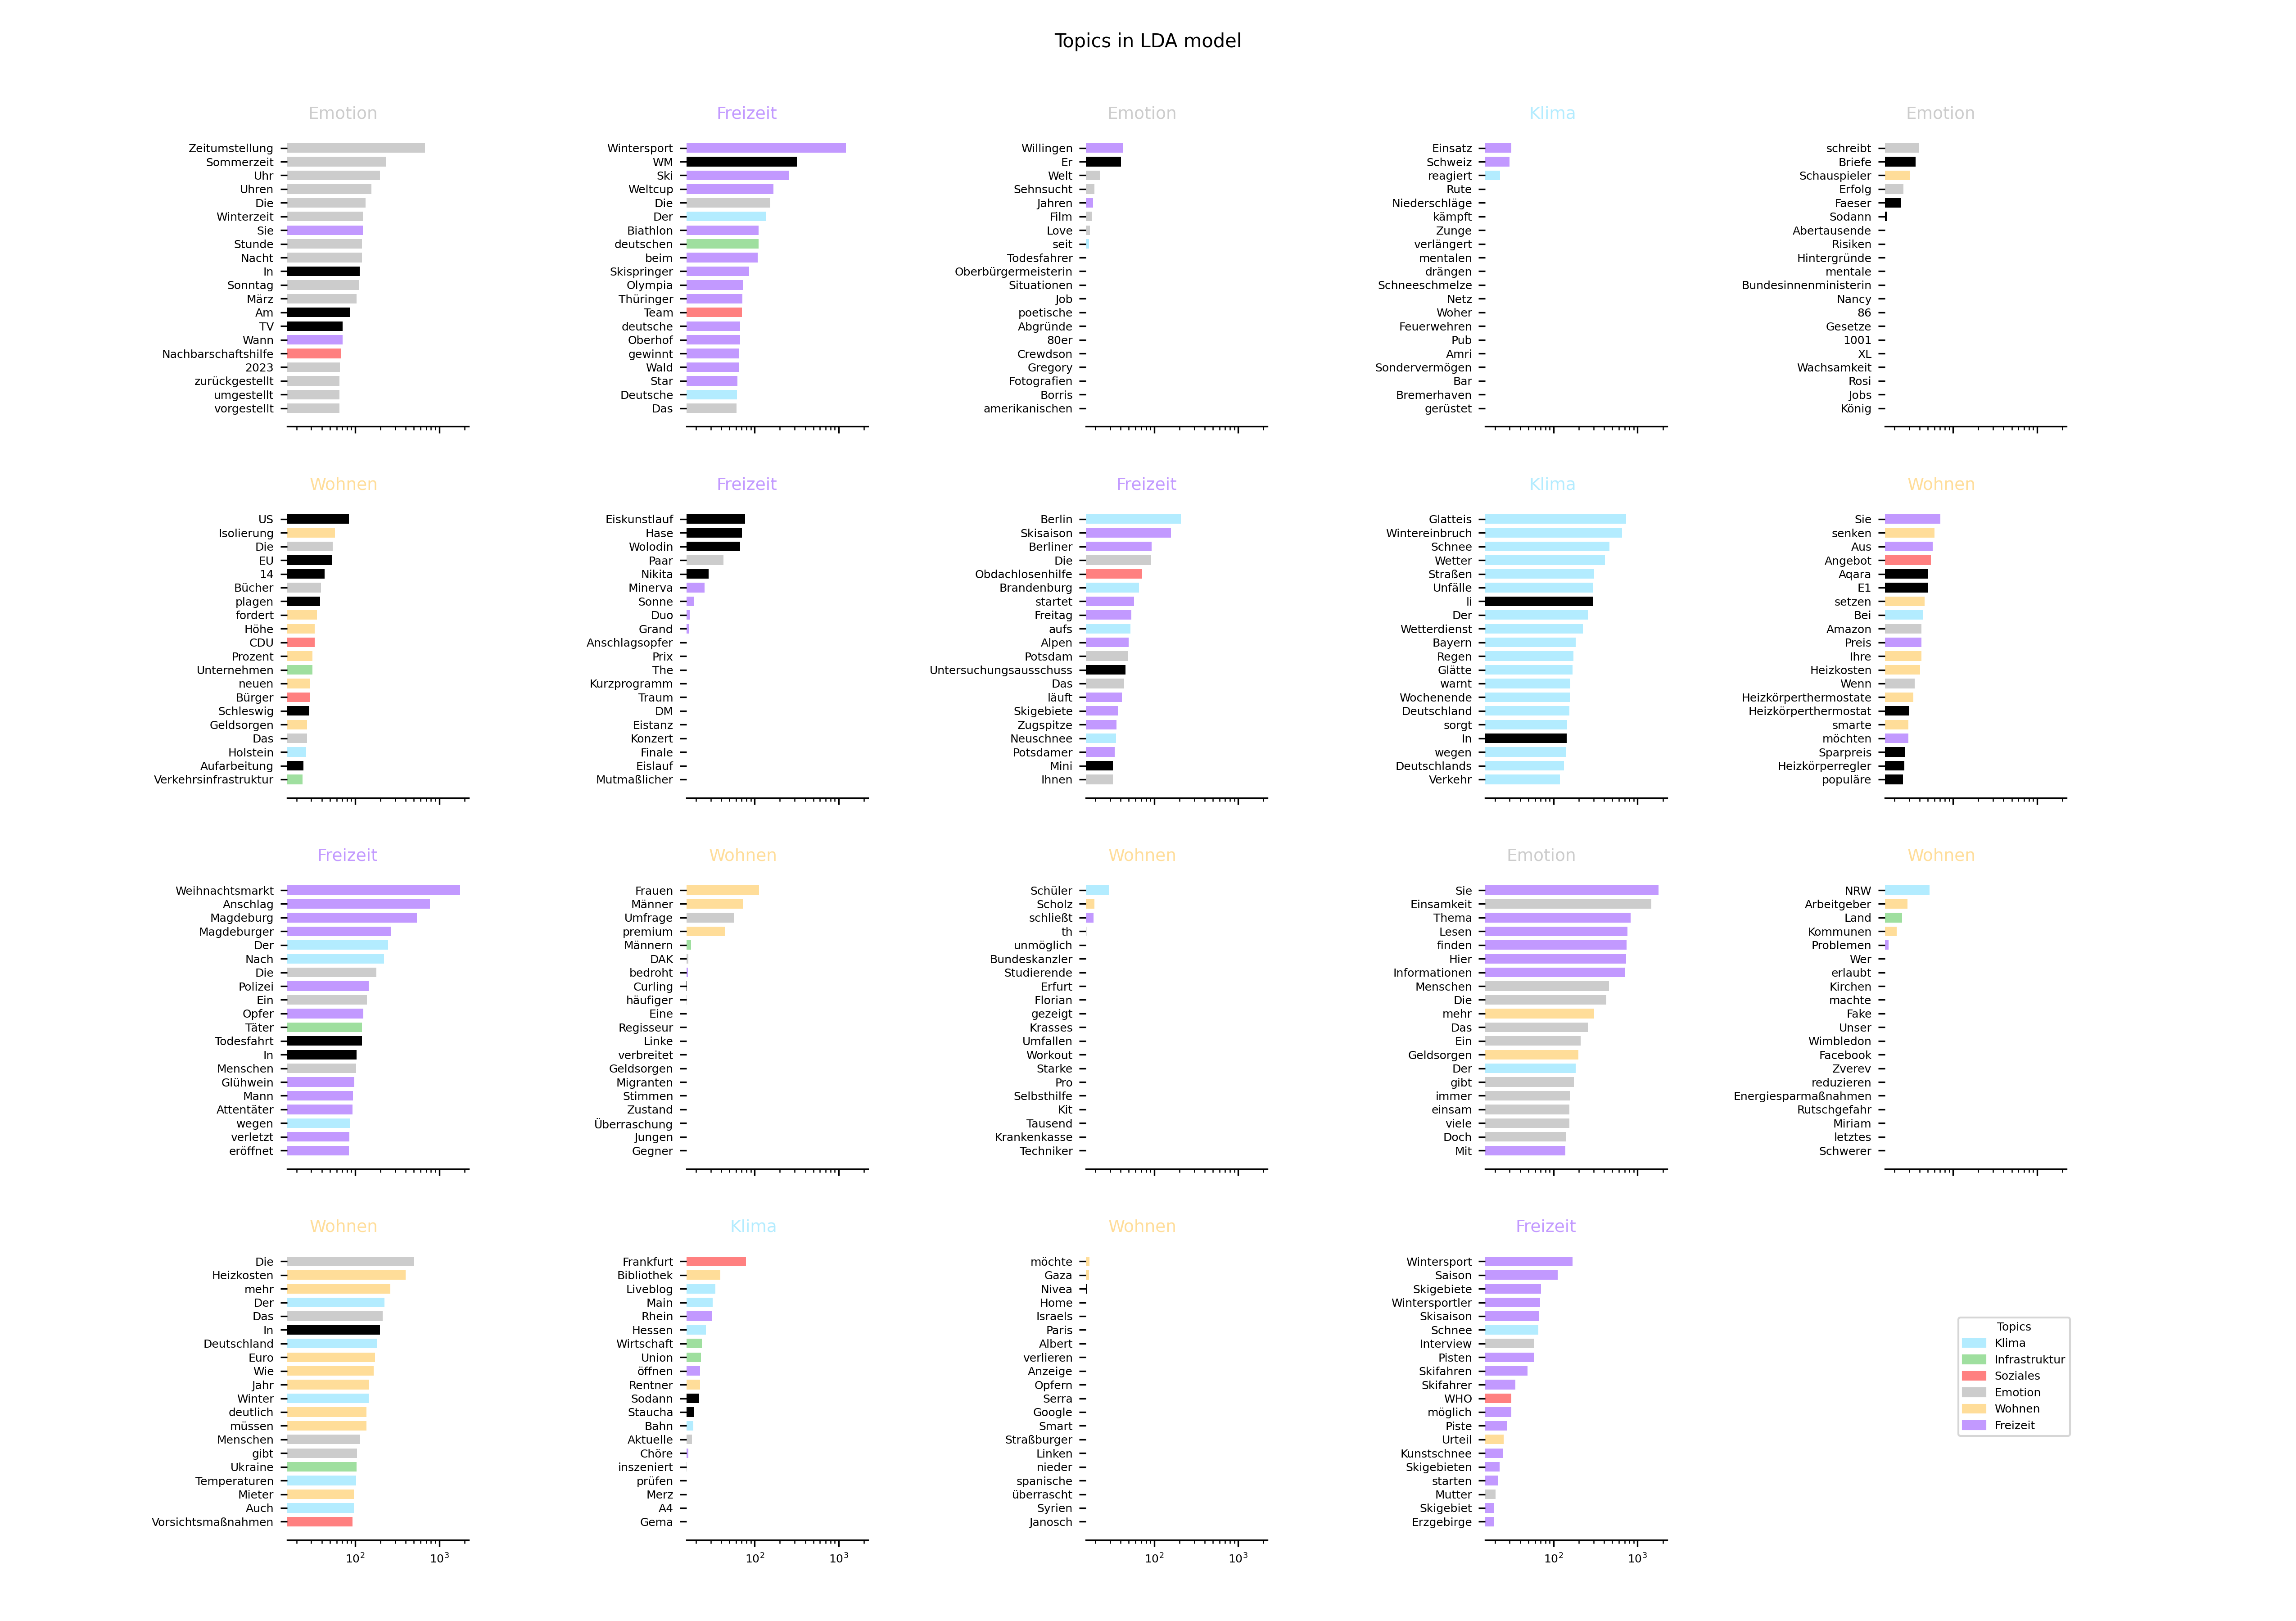 Topics in LDA model
Emotion
Zeitumstellung
Sommerzeit
Uhr
Uhren
Die
Winterzeit
Sie
Stunde
Nacht
In
Sonntag
März
Am
TV
Wann
Nachbarschaftshilfe
2023
zurückgestellt
umgestellt
vorgestellt
Freizeit
Wintersport
WM
Ski
Weltcup
Die
Der
Biathlon
deutschen
beim
Skispringer
Olympia
Thüringer
Team
deutsche
Oberhof
gewinnt
Wald
Star
Deutsche
Das
Emotion
Willingen
Er
Welt
Sehnsucht
Jahren
Film
Love
seit
Todesfahrer
Oberbürgermeisterin
Situationen
Job
poetische
Abgründe
80er
Crewdson
Gregory
Fotografien
Borris
amerikanischen
Klima
Einsatz
Schweiz
reagiert
Rute
Niederschläge
kämpft
Zunge
verlängert
mentalen
drängen
Schneeschmelze
Netz
Woher
Feuerwehren
Pub
Amri
Sondervermögen
Bar
Bremerhaven
gerüstet
Emotion
schreibt
Briefe
Schauspieler
Erfolg
Faeser
Sodann
Abertausende
Risiken
Hintergründe
mentale
Bundesinnenministerin
Nancy
86
Gesetze
1001
XL
Wachsamkeit
Rosi
Jobs
König
Wohnen
US
Isolierung
Die
EU
14
Bücher
plagen
fordert
Höhe
CDU
Prozent
Unternehmen
neuen
Bürger
Schleswig
Geldsorgen
Das
Holstein
Aufarbeitung
Verkehrsinfrastruktur
Freizeit
Eiskunstlauf
Hase
Wolodin
Paar
Nikita
Minerva
Sonne
Duo
Grand
Anschlagsopfer
Prix
The
Kurzprogramm
Traum
DM
Eistanz
Konzert
Finale
Eislauf
Mutmaßlicher
Freizeit
Berlin
Skisaison
Berliner
Die
Obdachlosenhilfe
Brandenburg
startet
Freitag
aufs
Alpen
Potsdam
Untersuchungsausschuss
Das
läuft
Skigebiete
Zugspitze
Neuschnee
Potsdamer
Mini
Ihnen
Klima
Glatteis
Wintereinbruch
Schnee
Wetter
Straßen
Unfälle
li
Der
Wetterdienst
Bayern
Regen
Glätte
warnt
Wochenende
Deutschland
sorgt
In
wegen
Deutschlands
Verkehr
Wohnen
Sie
senken
Aus
Angebot
Aqara
E1
setzen
Bei
Amazon
Preis
Ihre
Heizkosten
Wenn
Heizkörperthermostate
Heizkörperthermostat
smarte
möchten
Sparpreis
Heizkörperregler
populäre
Freizeit
Weihnachtsmarkt
Anschlag
Magdeburg
Magdeburger
Der
Nach
Die
Polizei
Ein
Opfer
Täter
Todesfahrt
In
Menschen
Glühwein
Mann
Attentäter
wegen
verletzt
eröffnet
Wohnen
Frauen
Männer
Umfrage
premium
Männern
DAK
bedroht
Curling
häufiger
Eine
Regisseur
Linke
verbreitet
Geldsorgen
Migranten
Stimmen
Zustand
Überraschung
Jungen
Gegner
Wohnen
Schüler
Scholz
schließt
th
unmöglich
Bundeskanzler
Studierende
Erfurt
Florian
gezeigt
Krasses
Umfallen
Workout
Starke
Pro
Selbsthilfe
Kit
Tausend
Krankenkasse
Techniker
Emotion
Sie
Einsamkeit
Thema
Lesen
finden
Hier
Informationen
Menschen
Die
mehr
Das
Ein
Geldsorgen
Der
gibt
immer
einsam
viele
Doch
Mit
Wohnen
NRW
Arbeitgeber
Land
Kommunen
Problemen
Wer
erlaubt
Kirchen
machte
Fake
Unser
Wimbledon
Facebook
Zverev
reduzieren
Energiesparmaßnahmen
Rutschgefahr
Miriam
letztes
Schwerer
Wohnen
Die
Heizkosten
mehr
Der
Das
In
Deutschland
Euro
Wie
Jahr
Winter
deutlich
müssen
Menschen
gibt
Ukraine
Temperaturen
Mieter
Auch
Vorsichtsmaßnahmen
10² 10³
Klima
Frankfurt
Bibliothek
Liveblog
Main
Rhein
Hessen
Wirtschaft
Union
öffnen
Rentner
Sodann
Staucha
Bahn
Aktuelle
Chöre
inszeniert
prüfen
Merz
A4
Gema
10² 10³
Wohnen
möchte
Gaza
Nivea
Home
Israels
Paris
Albert
verlieren
Anzeige
Opfern
Serra
Google
Smart
Straßburger
Linken
nieder
spanische
überrascht
Syrien
Janosch
10² 10³
Freizeit
Wintersport
Saison
Skigebiete
Wintersportler
Skisaison
Schnee
Interview
Pisten
Skifahren
Skifahrer
WHO
möglich
Piste
Urteil
Kunstschnee
Skigebieten
starten
Mutter
Skigebiet
Erzgebirge
10² 10³
Topics
Klima
Infrastruktur
Soziales
Emotion
Wohnen
Freizeit